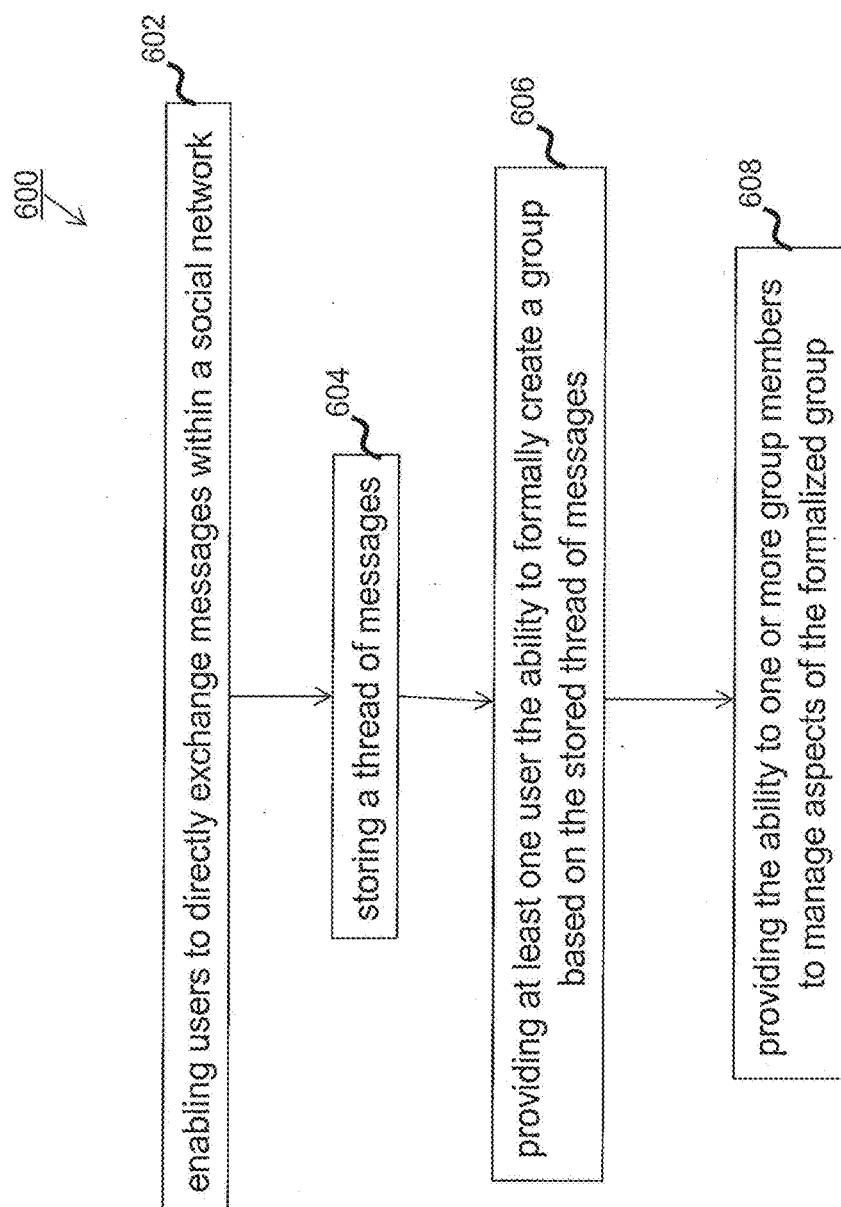 600
602
enabling users to directly exchange messages within a social network
604
storing a thread of messages
606
providing at least one user the ability to formally create a group
based on the stored thread of messages
608
providing the ability to one or more group members
to manage aspects of the formalized group